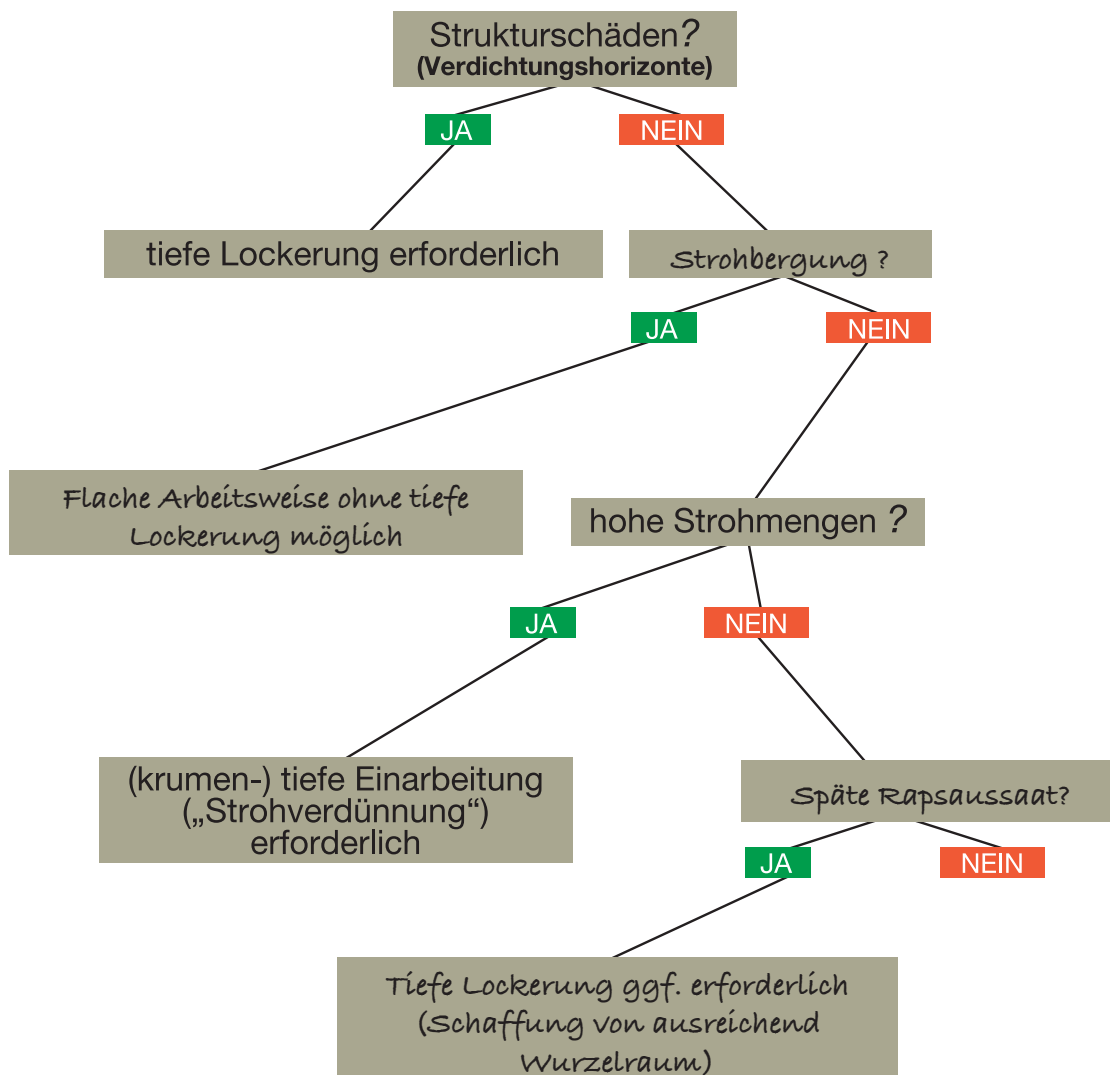 Strukturschäden?
(Verdichtungshorizonte)
JA
NEIN
tiefe Lockerung erforderlich
Strohbergung ?
JA
NEIN
Flache Arbeitsweise ohne tiefe
Lockerung möglich
hohe Strohmengen ?
JA
NEIN
(krumen-) tiefe Einarbeitung
(„Strohverdünnung“)
erforderlich
Späte Rapsaussaat?
JA
NEIN
Tiefe Lockerung ggf. erforderlich
(Schaffung von ausreichend
Wurzelraum)